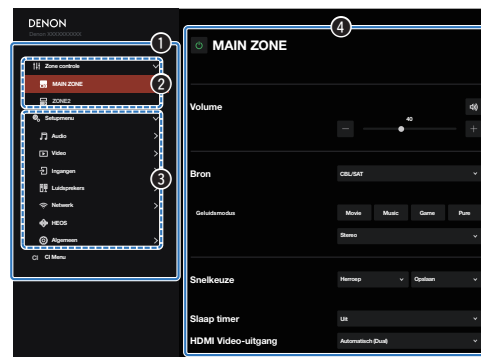 DENON
Denon XXXXXXXXXX
1
Zone controle
MAIN ZONE
2
ZONE2
Setupmenu
Audio
Video
Ingangen
3
Luidsprekers
Netwerk
HEOS
Algemeen
CI CI Menu
4
MAIN ZONE
Volume
40
Bron
CBL/SAT
Geluidsmodus
Movie Music Game Pure
Stereo
Snelkeuze
Herroep Opslaan
Slaap timer
Uit
HDMI Video-uitgang
Automatisch (Dual)